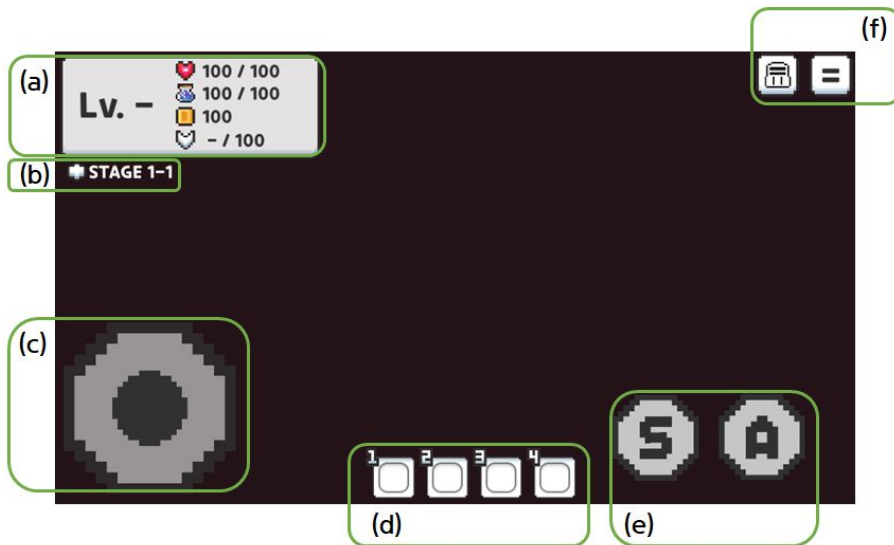 (f)
(a)
Lv. -
100 / 100
100 / 100
100
- / 100
=
(b)
STAGE 1-1
(c)
S
A
1
2
3
4
(d)
(e)